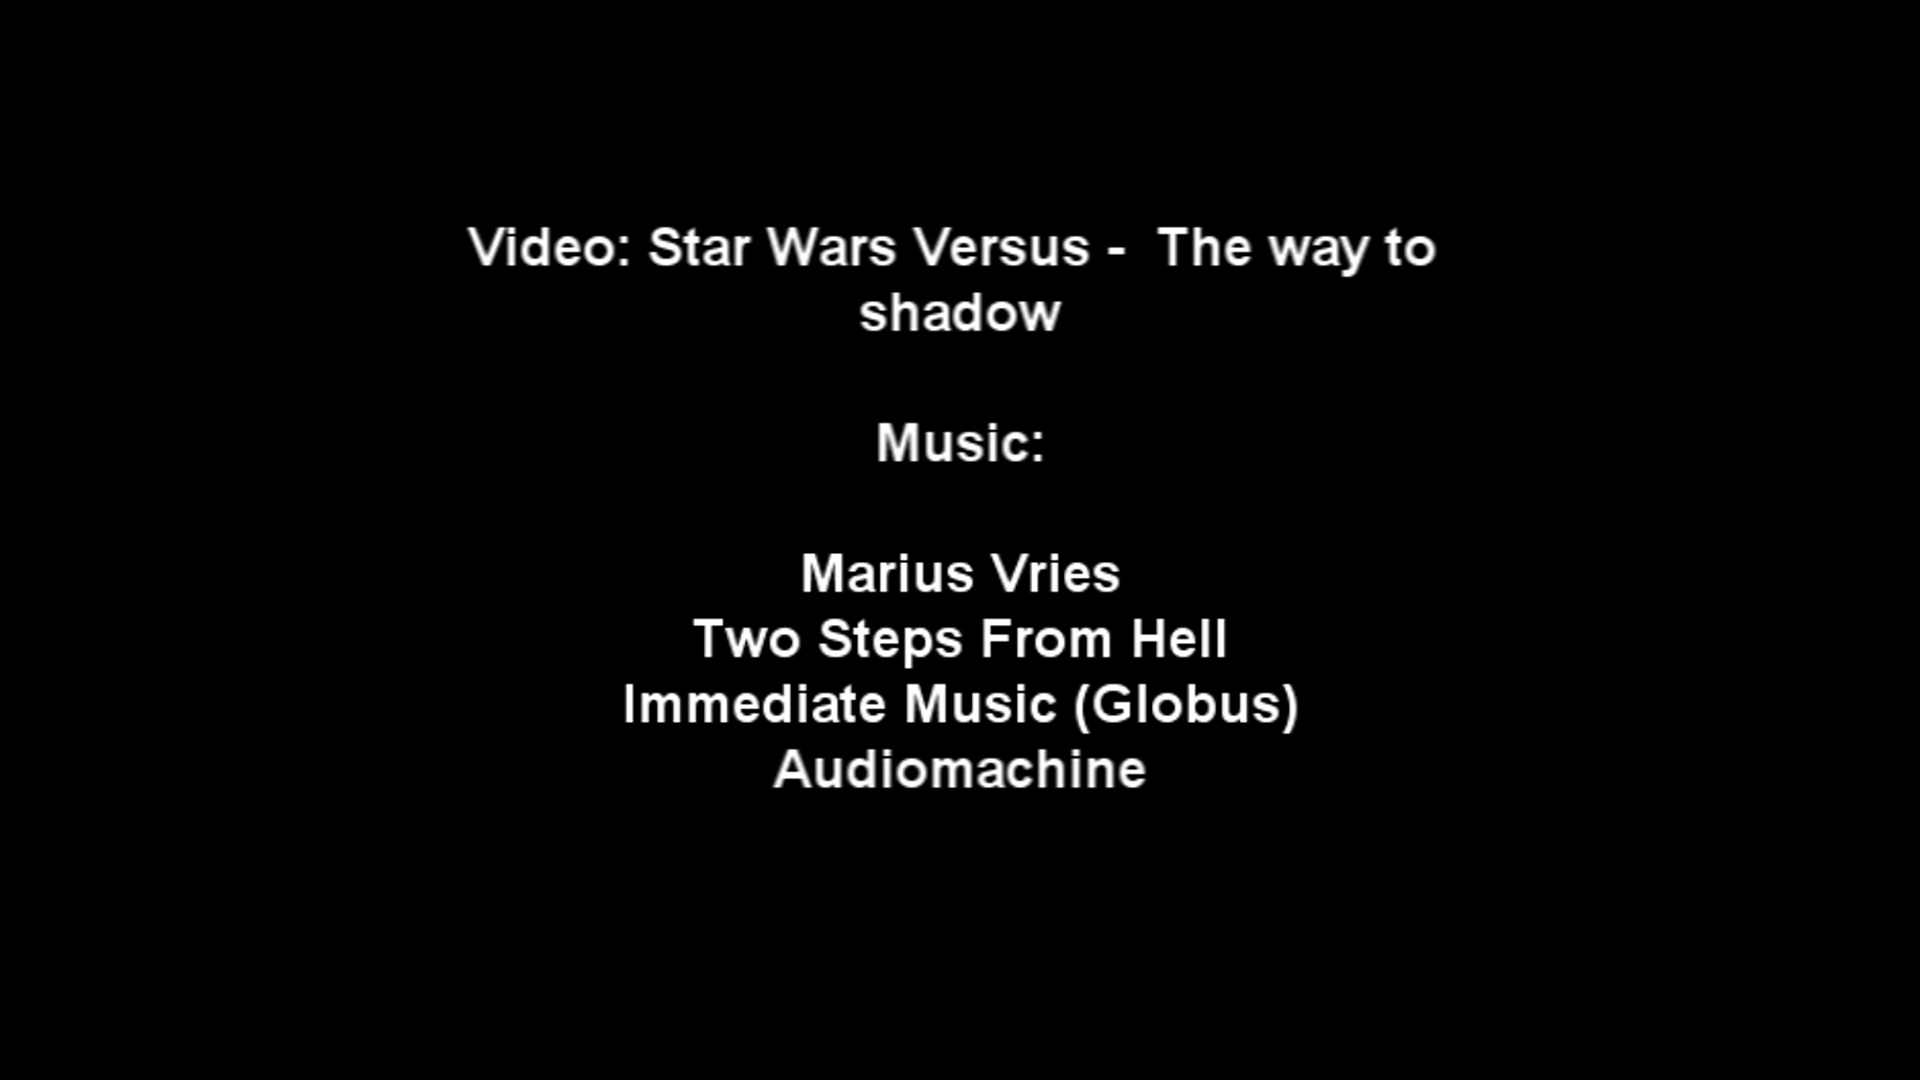 Video: Star Wars Versus -  The way to
shadow
Music:
Marius Vries
Two Steps From Hell
Immediate Music (Globus)
Audiomachine